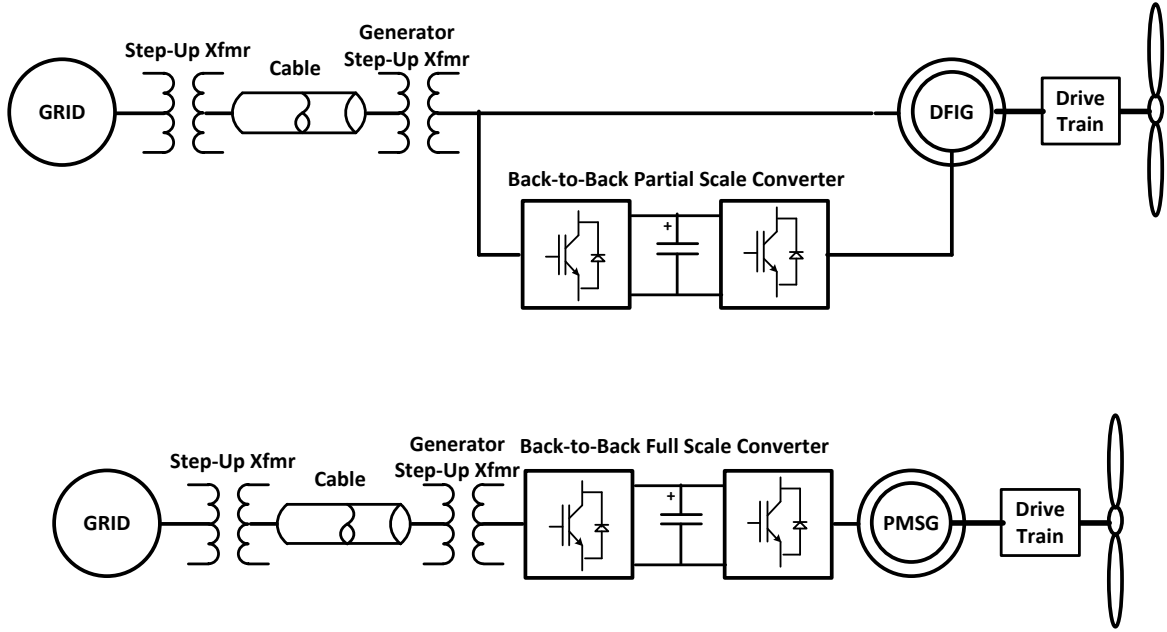 Step-Up Xfmr
Generator
Step-Up Xfmr
Cable
GRID
DFIG
Drive
Train
Back-to-Back Partial Scale Converter
+
Generator
Step-Up Xfmr
Back-to-Back Full Scale Converter
Step-Up Xfmr
Cable
+
GRID
PMSG
Drive
Train